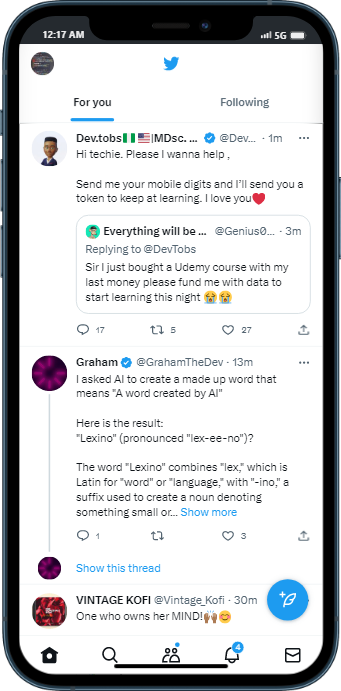 12:17 AM 5G
For you Following
Dev.tobs🇳🇬🇺🇸|MDsc. ... @Dev... · 1m ...
Hi techie. Please I wanna help ,
Send me your mobile digits and I’ll send you a
token to keep at learning. I love you❤️
Everything will be ... @Genius0... · 3m
Replying to @DevTobs
Sir I just bought a Udemy course with my
last money please fund me with data to
start learning this night 😭😭
17 5 27
Graham @GrahamTheDev · 13m ...
I asked AI to create a made up word that
means "A word created by AI”
Here is the result:
"Lexino" (pronounced "lex-ee-no")?
The word "Lexino" combines "lex," which is
Latin for "word" or "language," with "-ino," a
suffix used to create a noun denoting
something small or... Show more
1 3
Show this thread
VINTAGE KOFI @Vintage_Kofi · 30m
One who owns her MIND!🙌🏾😊
4